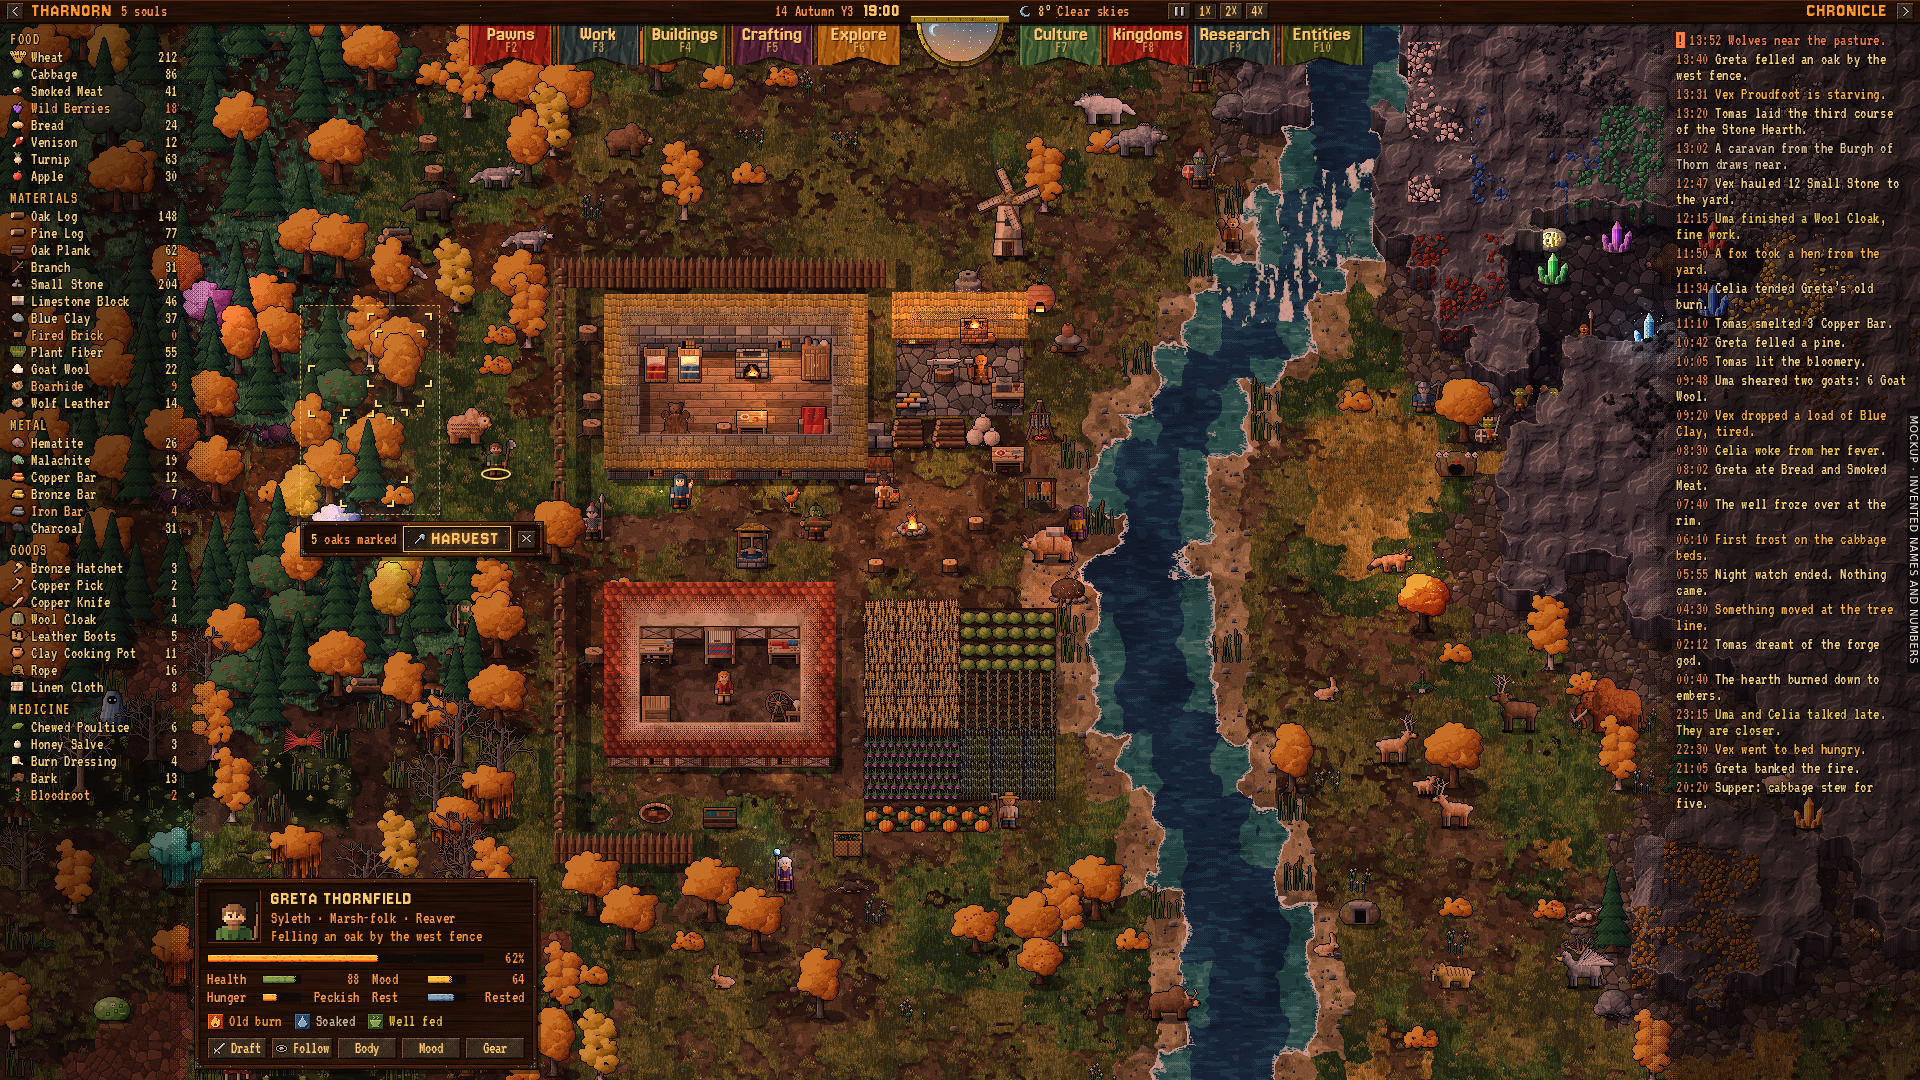 THARNORN 5 souls
14 Autumn Y3 19:00
8° Clear skies
1X 2X 4X
CHRONICLE
Pawns F2
Work F3
Buildings F4
Crafting F5
Explore F6
Culture F7
Kingdoms F8
Research F9
Entities F10
FOOD
Wheat 212
Cabbage 86
Smoked Meat 41
Wild Berries 18
Bread 24
Venison 12
Turnip 63
Apple 30
MATERIALS
Oak Log 148
Pine Log 77
Oak Plank 62
Branch 31
Small Stone 204
Limestone Block 46
Blue Clay 37
Fired Brick 0
Plant Fiber 55
Goat Wool 22
Boarhide 9
Wolf Leather 14
METAL
Hematite 26
Malachite 19
Copper Bar 12
Bronze Bar 7
Iron Bar 4
Charcoal 31
GOODS
Bronze Hatchet 3
Copper Pick 2
Copper Knife 1
Wool Cloak 4
Leather Boots 5
Clay Cooking Pot 11
Rope 16
Linen Cloth 8
MEDICINE
Chewed Poultice 6
Honey Salve 3
Burn Dressing 4
Bark 13
Bloodroot 2
5 oaks marked HARVEST
GRETA THORNFIELD
Syleth · Marsh-folk · Reaver
Felling an oak by the west fence
62%
Health 88 Mood 64
Hunger Peckish Rest Rested
Old burn Soaked Well fed
Draft Follow Body Mood Gear
! 13:52 Wolves near the pasture.
13:40 Greta felled an oak by the
west fence.
13:31 Vex Proudfoot is starving.
13:20 Tomas laid the third course
of the Stone Hearth.
13:02 A caravan from the Burgh of
Thorn draws near.
12:47 Vex hauled 12 Small Stone to
the yard.
12:15 Uma finished a Wool Cloak,
fine work.
11:50 A fox took a hen from the
yard.
11:34 Celia tended Greta's old
burn.
11:10 Tomas smelted 3 Copper Bar.
10:42 Greta felled a pine.
10:05 Tomas lit the bloomery.
09:48 Uma sheared two goats: 6 Goat
Wool.
09:20 Vex dropped a load of Blue
Clay, tired.
08:30 Celia woke from her fever.
08:02 Greta ate Bread and Smoked
Meat.
07:40 The well froze over at the
rim.
06:10 First frost on the cabbage
beds.
05:55 Night watch ended. Nothing
came.
04:30 Something moved at the tree
line.
02:12 Tomas dreamt of the forge
god.
00:40 The hearth burned down to
embers.
23:15 Uma and Celia talked late.
They are closer.
22:30 Vex went to bed hungry.
21:05 Greta banked the fire.
20:20 Supper: cabbage stew for
five.
MOCKUP · INVENTED NAMES AND NUMBERS